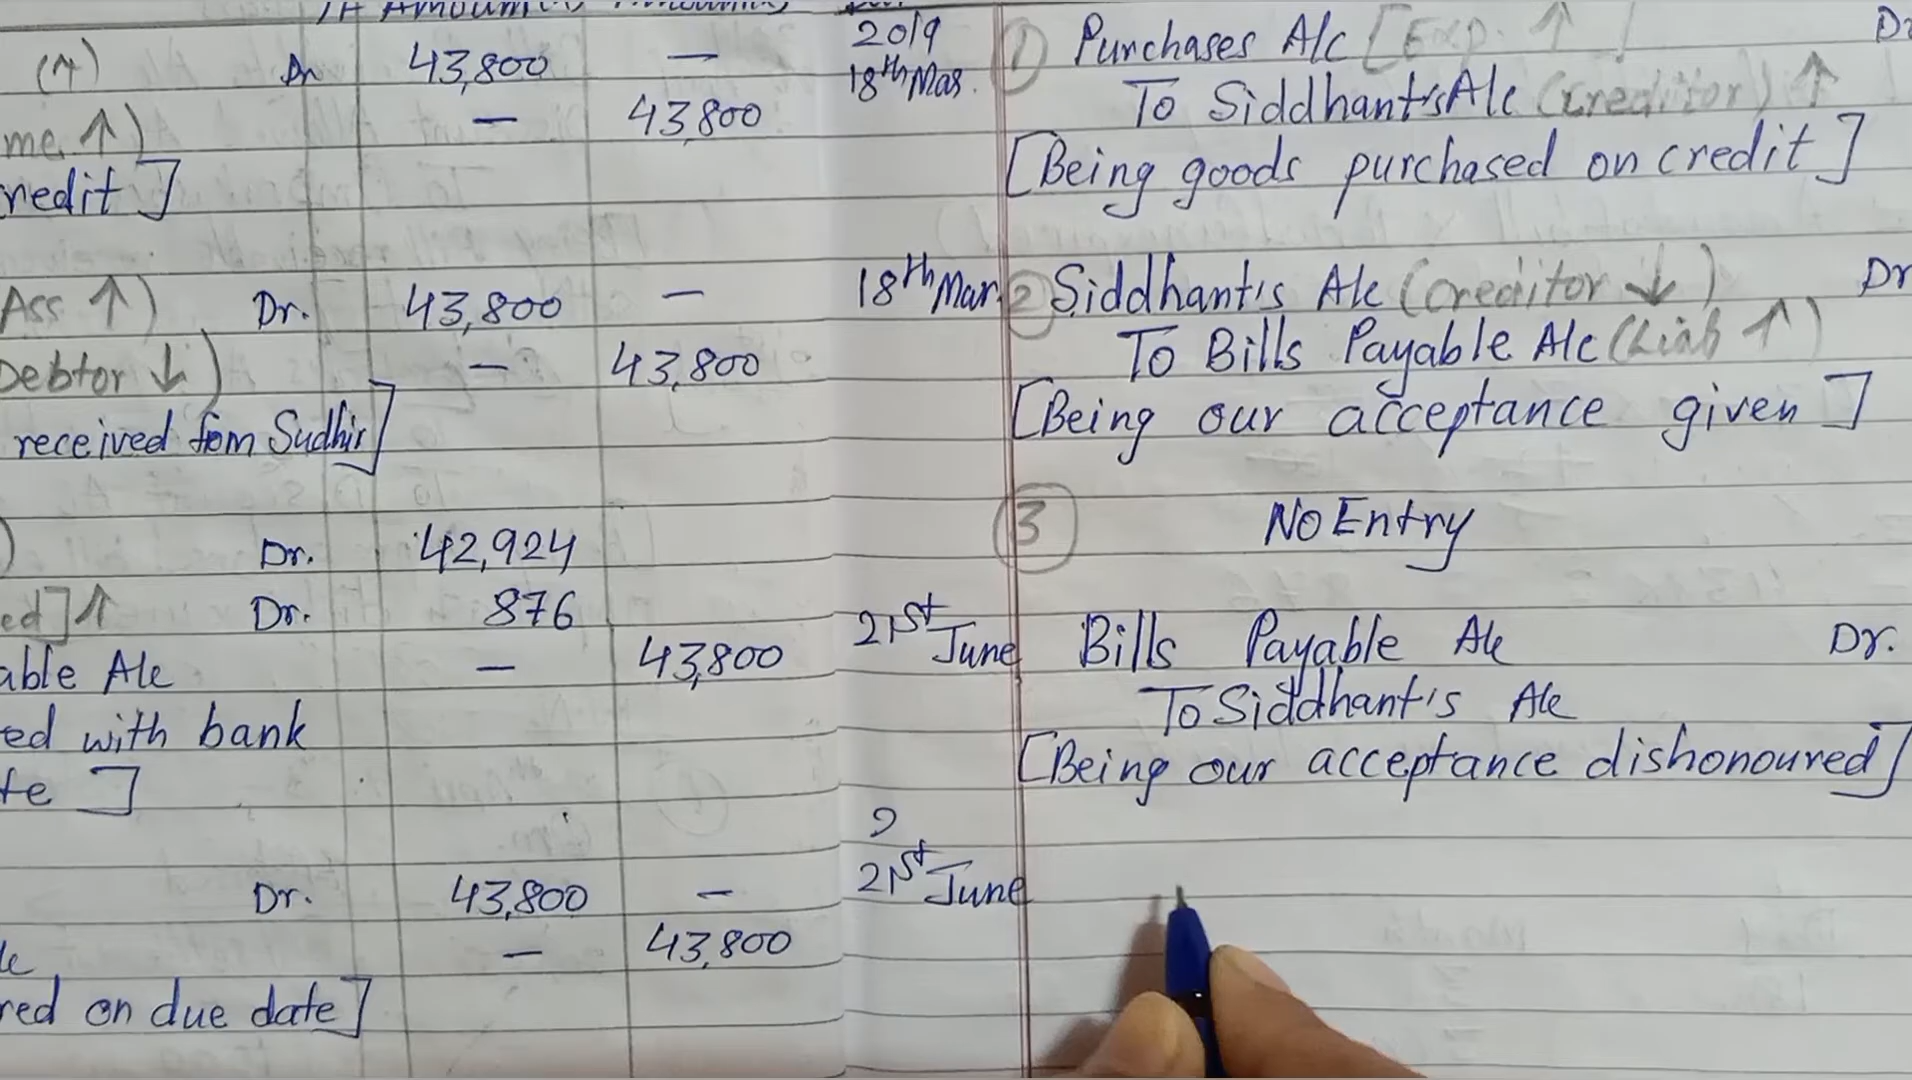 (↑) Dr 43,800 —
me ↑) — 43,800
redit]
Ass ↑) Dr. 43,800 —
Debtor ↓) — 43,800
received from Sudhir]
) Dr. 42,924
ed]↑ Dr. 876
able A/c — 43,800
ed with bank
te]
Dr. 43,800 —
— 43,800
red on due date]
2019
18th Mar. ① Purchases A/c [Exp. ↑] Dr
To Siddhant's A/c (creditor) ↑
[Being goods purchased on credit]
18th Mar ② Siddhant's A/c (creditor ↓) Dr
To Bills Payable A/c (Liab ↑)
[Being our acceptance given]
③ No Entry
21st June Bills Payable A/c Dr.
To Siddhant's A/c
[Being our acceptance dishonoured]
21st June